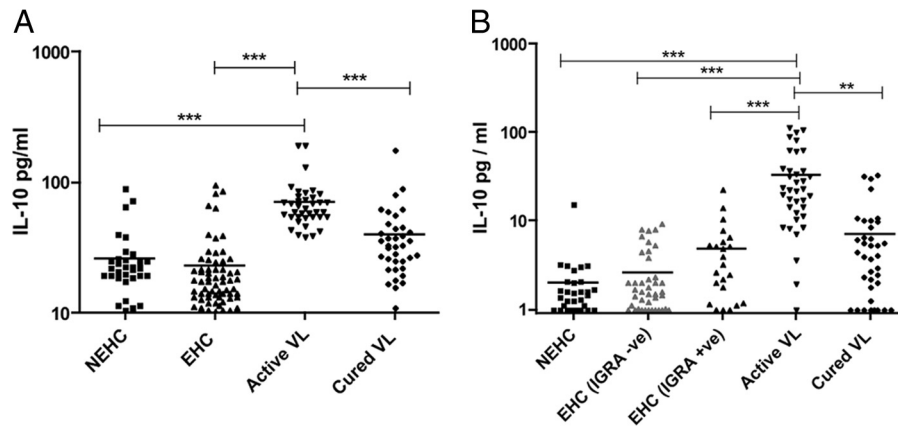 A
IL-10 pg/ml
1000
100
10
***
***
***
NEHC
EHC
Active VL
Cured VL
B
IL-10 pg / ml
1000
100
10
1
***
***
**
***
NEHC
EHC (IGRA -ve)
EHC (IGRA +ve)
Active VL
Cured VL